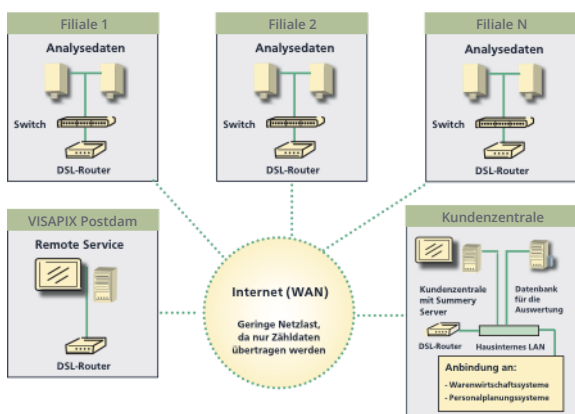 Filiale 1
Analysedaten
Switch
DSL-Router
Filiale 2
Analysedaten
Switch
DSL-Router
Filiale N
Analysedaten
Switch
DSL-Router
VISAPIX Postdam
Remote Service
DSL-Router
Internet (WAN)
Geringe Netzlast,
da nur Zähldaten
übertragen werden
Kundenzentrale
Kundenzentrale
mit Summery
Server
Datenbank
für die
Auswertung
DSL-Router
Hausinternes LAN
Anbindung an:
- Warenwirtschaftssysteme
- Personalplanungssysteme